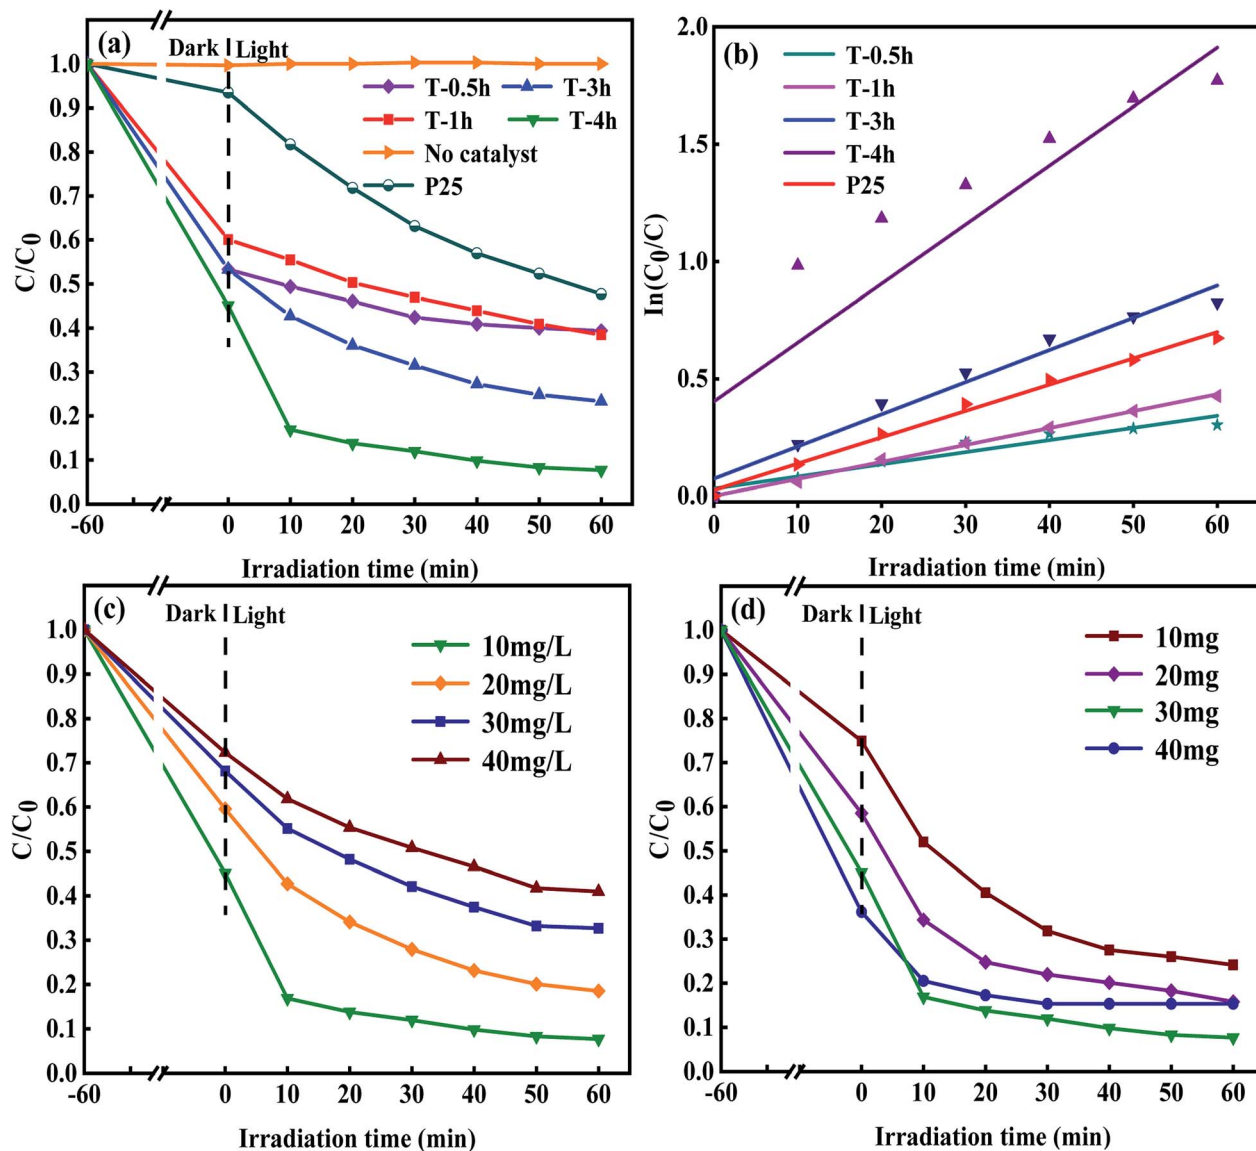 (a)
Dark
Light
T-0.5h
T-3h
T-1h
T-4h
No catalyst
P25
C/C0
1.0
0.9
0.8
0.7
0.6
0.5
0.4
0.3
0.2
0.1
0.0
-60
0
10
20
30
40
50
60
Irradiation time (min)
(b)
T-0.5h
T-1h
T-3h
T-4h
P25
In(C0/C)
2.0
1.5
1.0
0.5
0.0
0
10
20
30
40
50
60
Irradiation time (min)
(c)
Dark
Light
10mg/L
20mg/L
30mg/L
40mg/L
C/C0
1.0
0.9
0.8
0.7
0.6
0.5
0.4
0.3
0.2
0.1
0.0
-60
0
10
20
30
40
50
60
Irradiation time (min)
(d)
Dark
Light
10mg
20mg
30mg
40mg
C/C0
1.0
0.9
0.8
0.7
0.6
0.5
0.4
0.3
0.2
0.1
0.0
-60
0
10
20
30
40
50
60
Irradiation time (min)